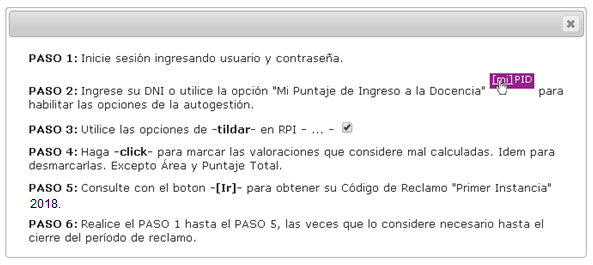 PASO 1: Inicie sesión ingresando usuario y contraseña.
PASO 2: Ingrese su DNI o utilice la opción "Mi Puntaje de Ingreso a la Docencia" [mi]PID para
habilitar las opciones de la autogestión.
PASO 3: Utilice las opciones de -tildar- en RPI - ... -
PASO 4: Haga -click- para marcar las valoraciones que considere mal calculadas. Idem para
desmarcarlas. Excepto Área y Puntaje Total.
PASO 5: Consulte con el boton -[Ir]- para obtener su Código de Reclamo "Primer Instancia"
2018.
PASO 6: Realice el PASO 1 hasta el PASO 5, las veces que lo considere necesario hasta el
cierre del período de reclamo.